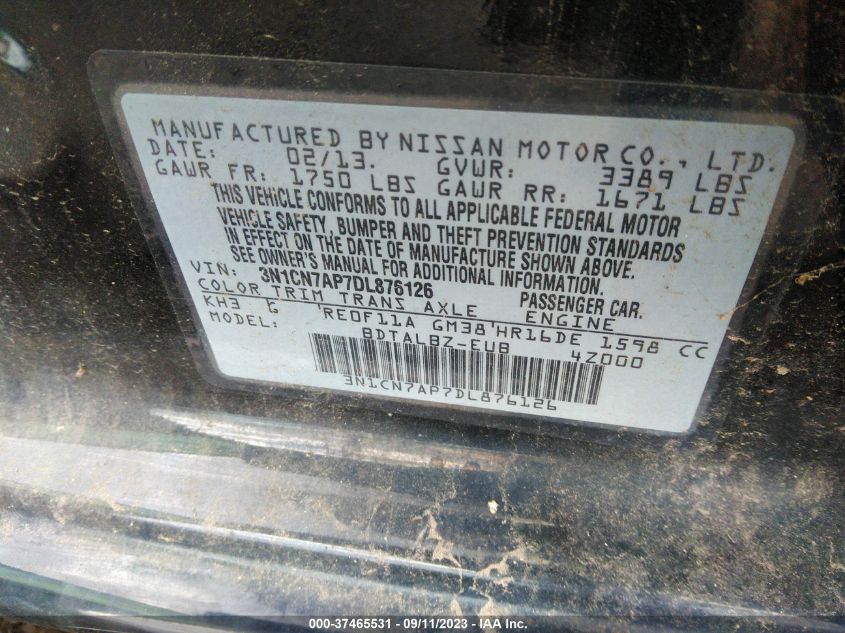 MANUFACTURED BY NISSAN MOTOR CO., LTD.
DATE: 02/13. GVWR: 3389 LBS
GAWR FR: 1750 LBS GAWR RR: 1671 LBS
THIS VEHICLE CONFORMS TO ALL APPLICABLE FEDERAL MOTOR
VEHICLE SAFETY, BUMPER AND THEFT PREVENTION STANDARDS
IN EFFECT ON THE DATE OF MANUFACTURE SHOWN ABOVE.
SEE OWNER'S MANUAL FOR ADDITIONAL INFORMATION.
VIN: 3N1CN7AP7DL876126 PASSENGER CAR.
COLOR TRIM TRANS AXLE ENGINE
KH3 G RE0F11A GM38 HR16DE 1598 CC
MODEL: BDTALBZ-EUB 4Z000
3N1CN7AP7DL876126
000-37465531 - 09/11/2023 - IAAI.com